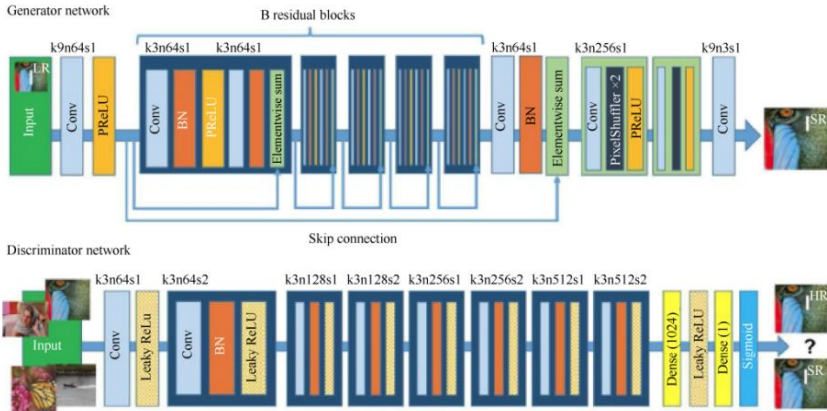 Generator network
B residual blocks
k9n64s1
k3n64s1
k3n64s1
k3n64s1
k3n256s1
k9n3s1
LR
Input
Conv
PReLU
Conv
BN
PReLU
Elementwise sum
Conv
BN
Elementwise sum
Conv
PixelShuffler ×2
PReLU
Conv
SR
Skip connection
Discriminator network
k3n64s1
k3n64s2
k3n128s1
k3n128s2
k3n256s1
k3n256s2
k3n512s1
k3n512s2
Input
Conv
Leaky ReLu
Conv
BN
Leaky ReLU
Dense (1024)
Leaky ReLU
Dense (1)
Sigmoid
HR
?
SR